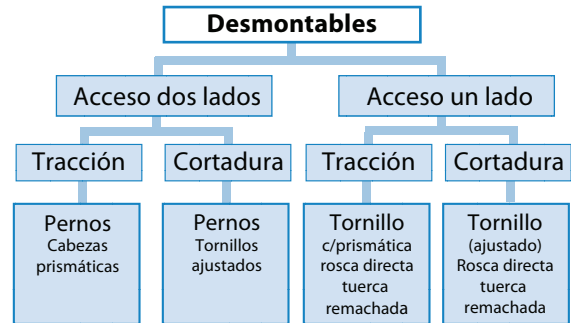 Desmontables
Acceso dos lados
Acceso un lado
Tracción
Cortadura
Tracción
Cortadura
Pernos
Cabezas
prismáticas
Pernos
Tornillos
ajustados
Tornillo
c/prismática
rosca directa
tuerca
remachada
Tornillo
(ajustado)
Rosca directa
tuerca
remachada